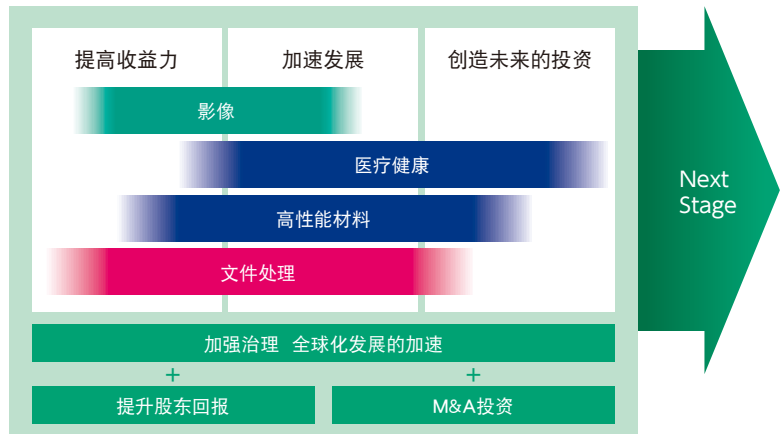 提高收益力
加速发展
创造未来的投资
影像
医疗健康
高性能材料
文件处理
Next
Stage
加强治理 全球化发展的加速
+
+
提升股东回报
M&A投资